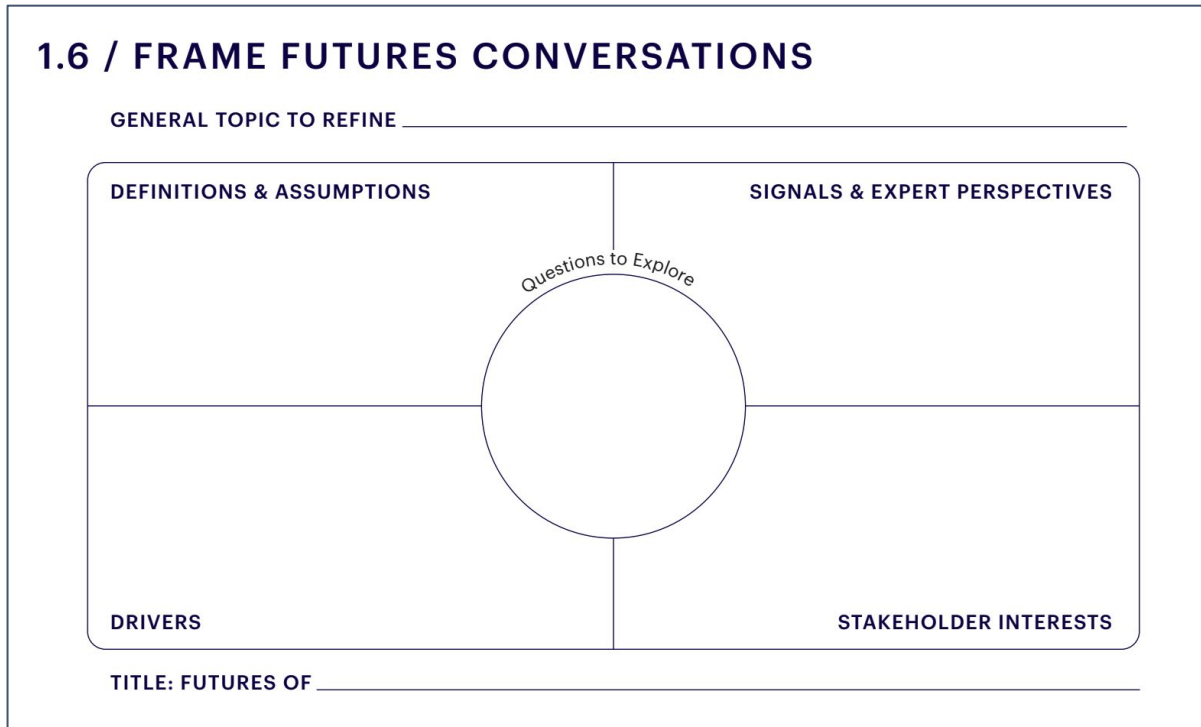 1.6 / FRAME FUTURES CONVERSATIONS
GENERAL TOPIC TO REFINE
DEFINITIONS & ASSUMPTIONS
SIGNALS & EXPERT PERSPECTIVES
Questions to Explore
DRIVERS
STAKEHOLDER INTERESTS
TITLE: FUTURES OF